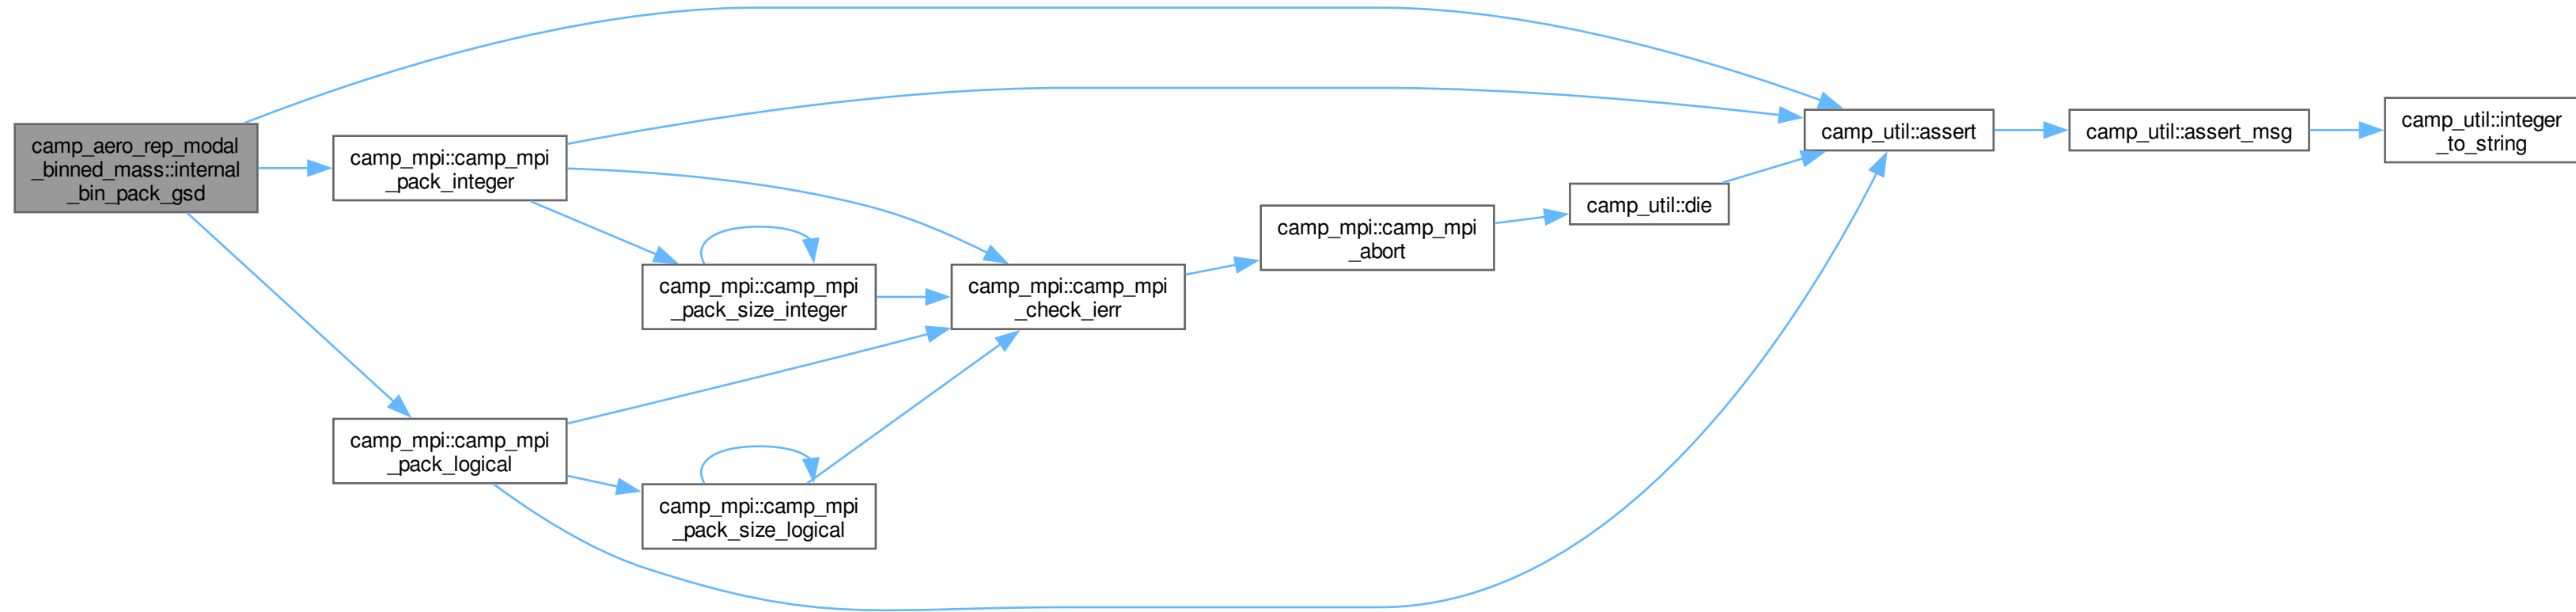 camp_aero_rep_modal
_binned_mass::internal
_bin_pack_gsd
camp_mpi::camp_mpi
_pack_integer
camp_mpi::camp_mpi
_pack_size_integer
camp_mpi::camp_mpi
_check_ierr
camp_mpi::camp_mpi
_abort
camp_util::die
camp_util::assert
camp_util::assert_msg
camp_util::integer
_to_string
camp_mpi::camp_mpi
_pack_logical
camp_mpi::camp_mpi
_pack_size_logical